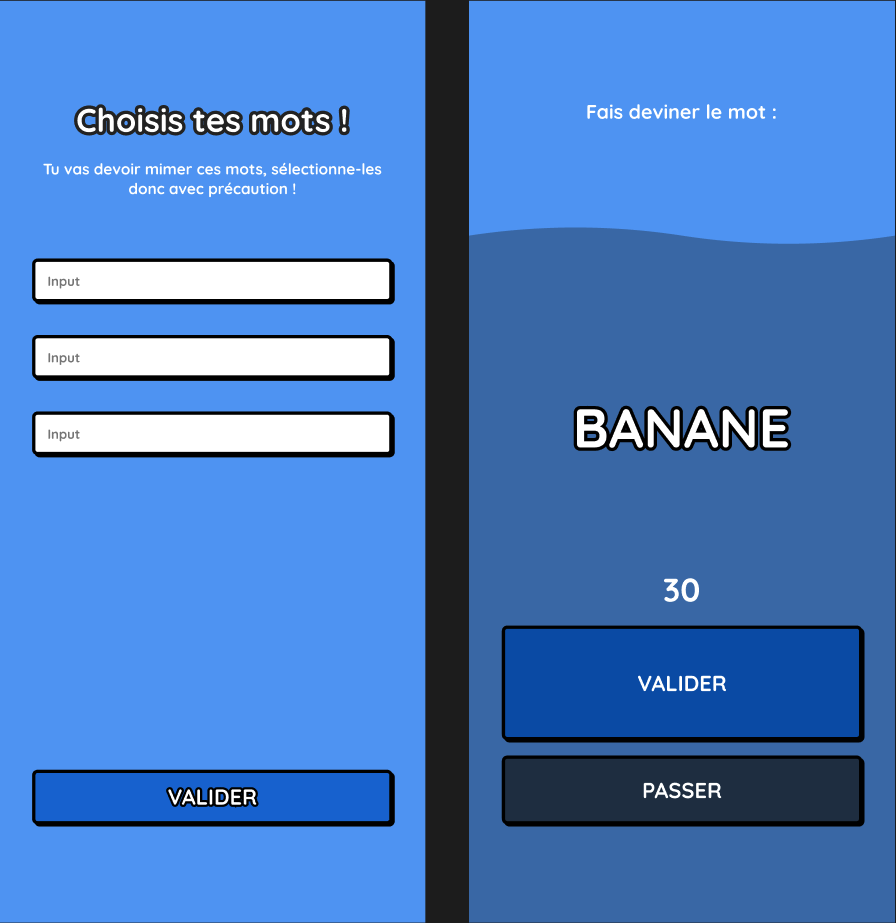 Choisis tes mots !
Tu vas devoir mimer ces mots, sélectionne-les
donc avec précaution !
Input
Input
Input
VALIDER
Fais deviner le mot :
BANANE
30
VALIDER
PASSER